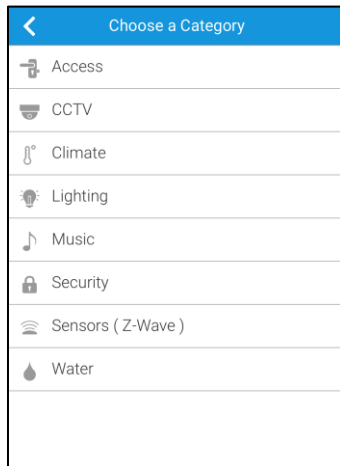 Choose a Category
Access
CCTV
Climate
Lighting
Music
Security
Sensors ( Z-Wave )
Water